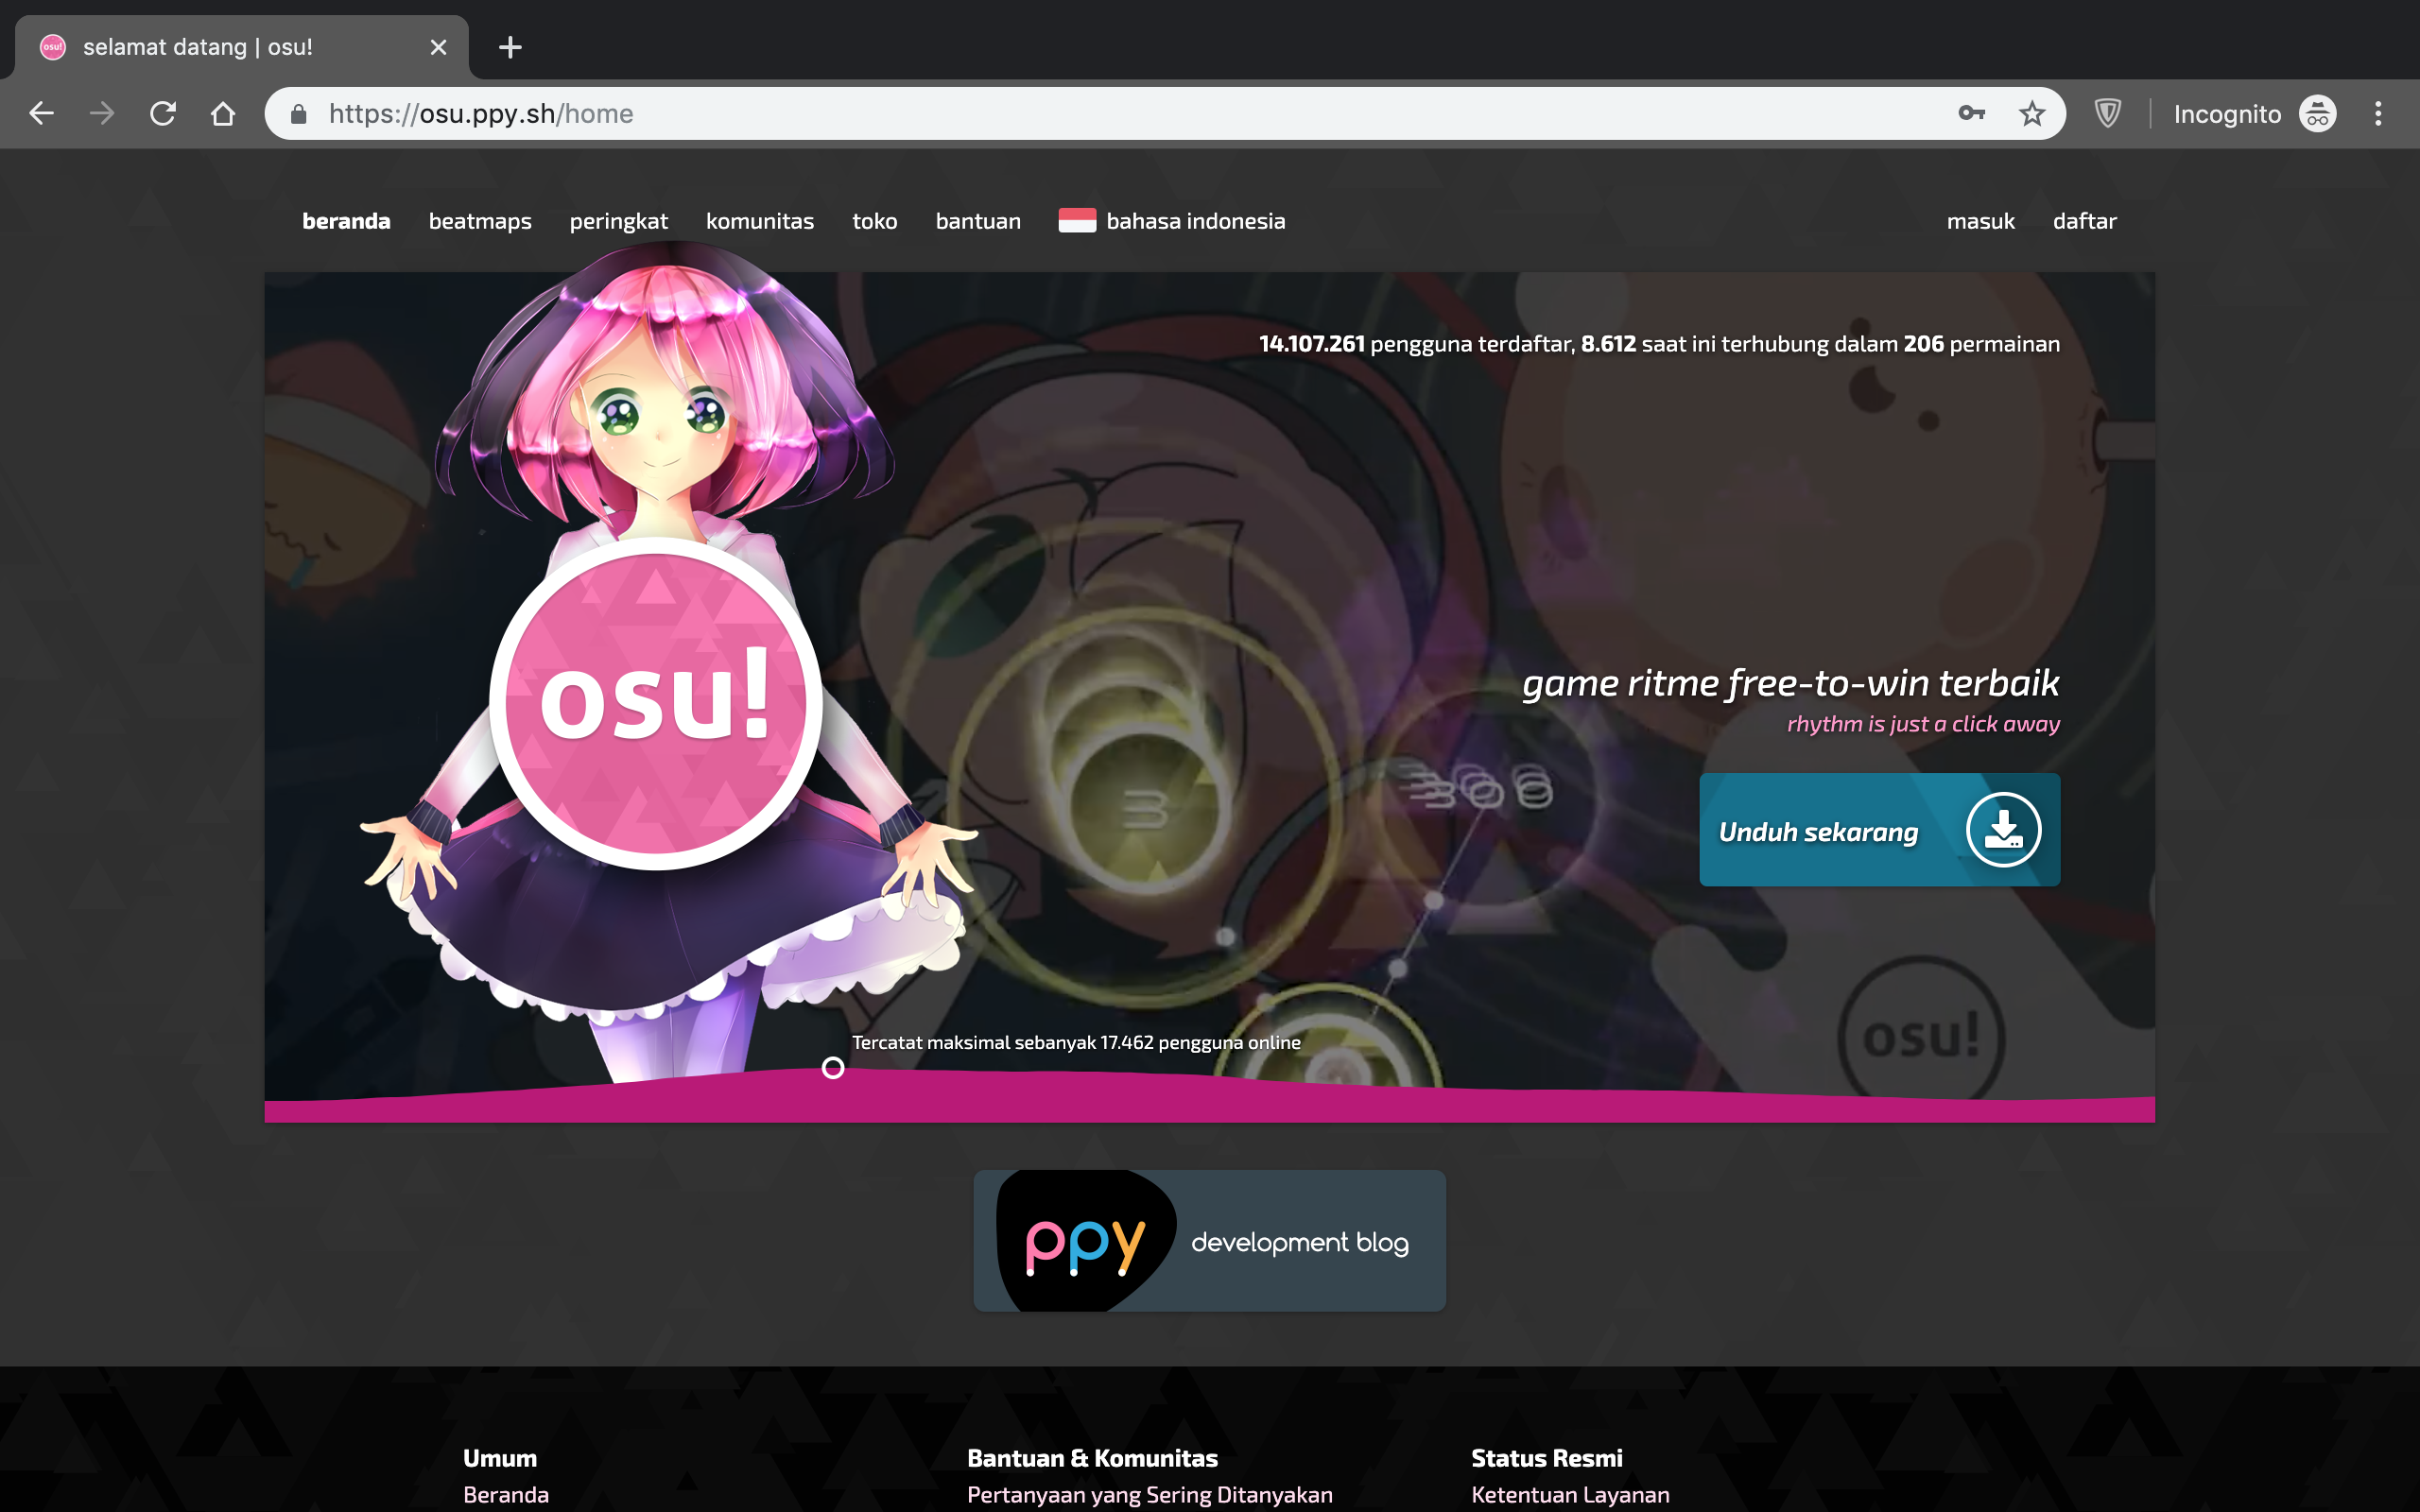 selamat datang | osu!
https://osu.ppy.sh/home
Incognito
beranda beatmaps peringkat komunitas toko bantuan bahasa indonesia masuk daftar
14.107.261 pengguna terdaftar, 8.612 saat ini terhubung dalam 206 permainan
osu!
3
game ritme free-to-win terbaik
rhythm is just a click away
Unduh sekarang
osu!
Tercatat maksimal sebanyak 17.462 pengguna online
ppy development blog
Umum
Beranda
Bantuan & Komunitas
Pertanyaan yang Sering Ditanyakan
Status Resmi
Ketentuan Layanan